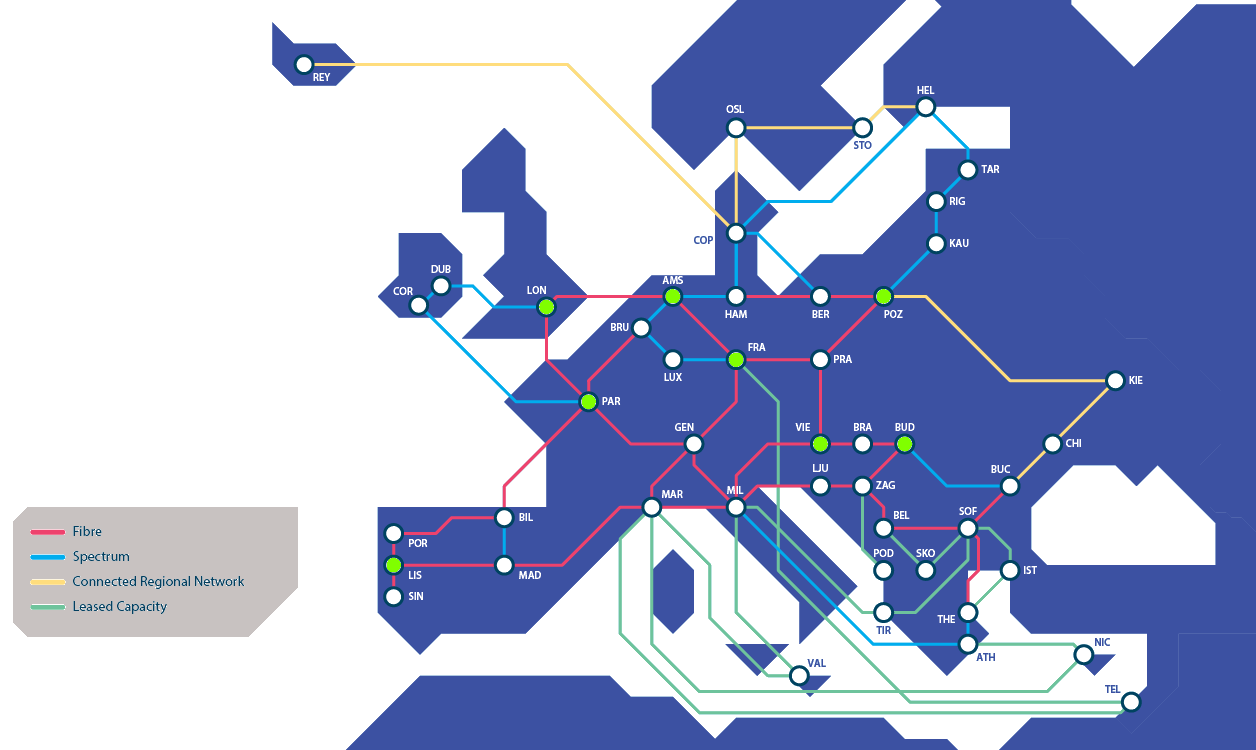 REY
HEL
OSL
STO
TAR
RIG
COP
KAU
DUB
AMS
COR
LON
HAM
BER
POZ
BRU
FRA
PRA
LUX
KIE
PAR
GEN
VIE
BRA
BUD
CHI
LJU
BUC
ZAG
MAR
MIL
BIL
BEL
SOF
Fibre
POR
Spectrum
POD
SKO
IST
LIS
MAD
Connected Regional Network
SIN
Leased Capacity
THE
TIR
NIC
ATH
VAL
TEL